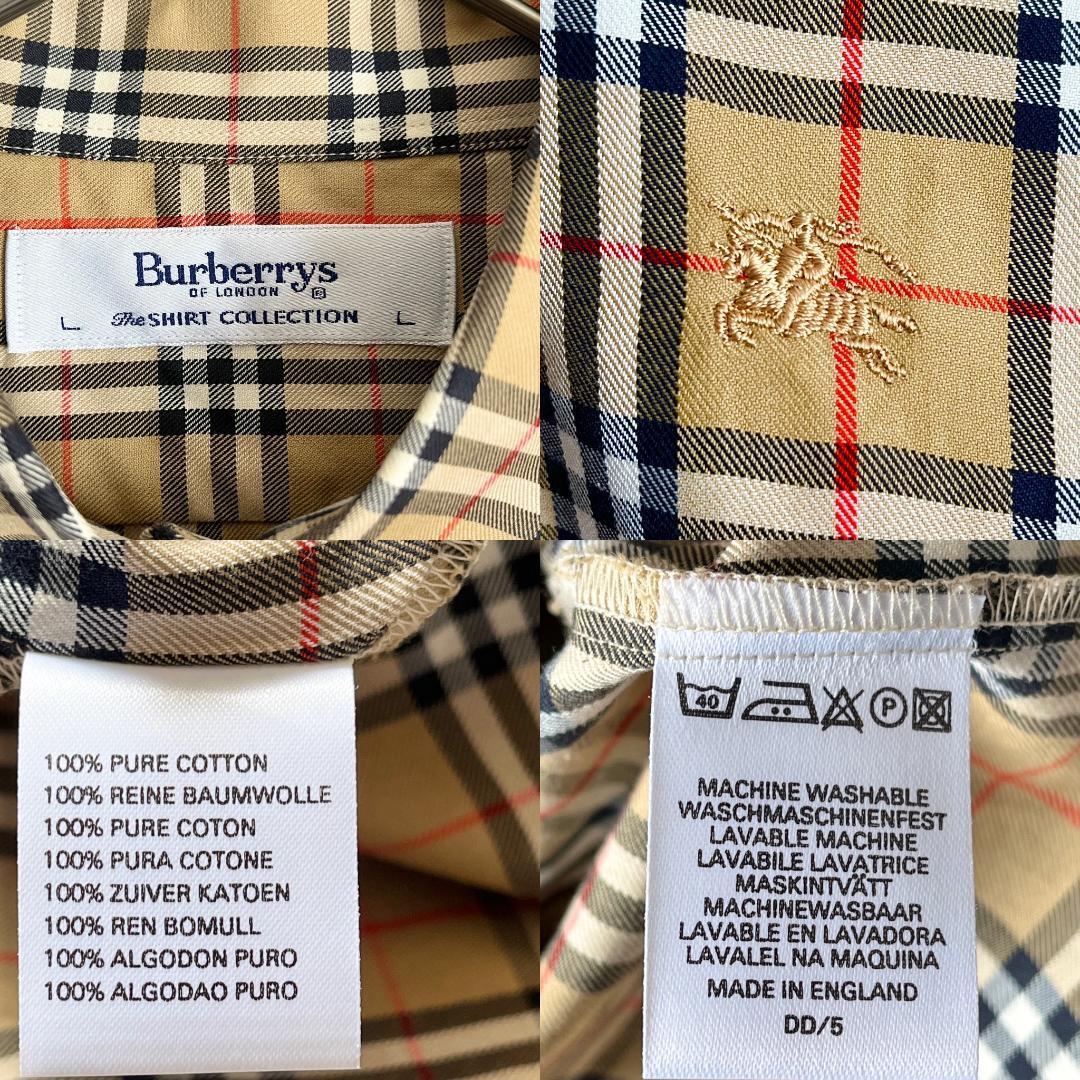 Burberrys
OF LONDON ®
L The SHIRT COLLECTION L
100% PURE COTTON
100% REINE BAUMWOLLE
100% PURE COTON
100% PURA COTONE
100% ZUIVER KATOEN
100% REN BOMULL
100% ALGODON PURO
100% ALGODAO PURO
40 P
MACHINE WASHABLE
WASCHMASCHINENFEST
LAVABLE MACHINE
LAVABILE LAVATRICE
MASKINTVÄTT
MACHINEWASBAAR
LAVABLE EN LAVADORA
LAVALEL NA MAQUINA
MADE IN ENGLAND
DD/5